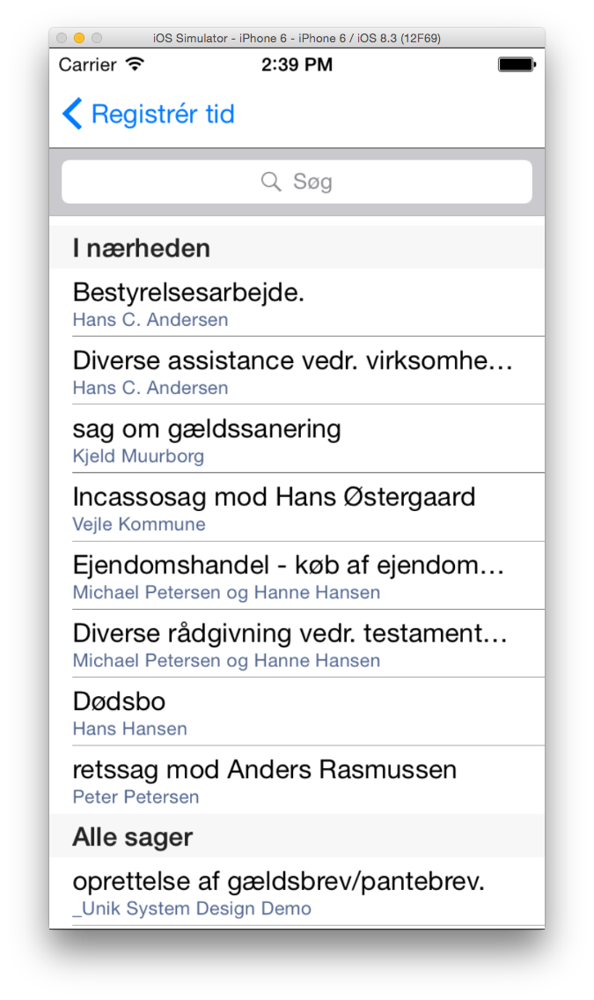 iOS Simulator - iPhone 6 - iPhone 6 / iOS 8.3 (12F69)
Carrier 2:39 PM
Registrér tid
Søg
I nærheden
Bestyrelsesarbejde.
Hans C. Andersen
Diverse assistance vedr. virksomhe…
Hans C. Andersen
sag om gældssanering
Kjeld Muurborg
Incassosag mod Hans Østergaard
Vejle Kommune
Ejendomshandel - køb af ejendom…
Michael Petersen og Hanne Hansen
Diverse rådgivning vedr. testament…
Michael Petersen og Hanne Hansen
Dødsbo
Hans Hansen
retssag mod Anders Rasmussen
Peter Petersen
Alle sager
oprettelse af gældsbrev/pantebrev.
_Unik System Design Demo